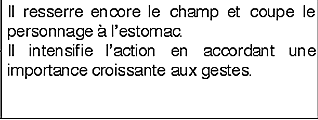 Il resserre encore le champ et coupe le
personnage à l'estomac.
Il intensifie l'action en accordant une
importance croissante aux gestes.